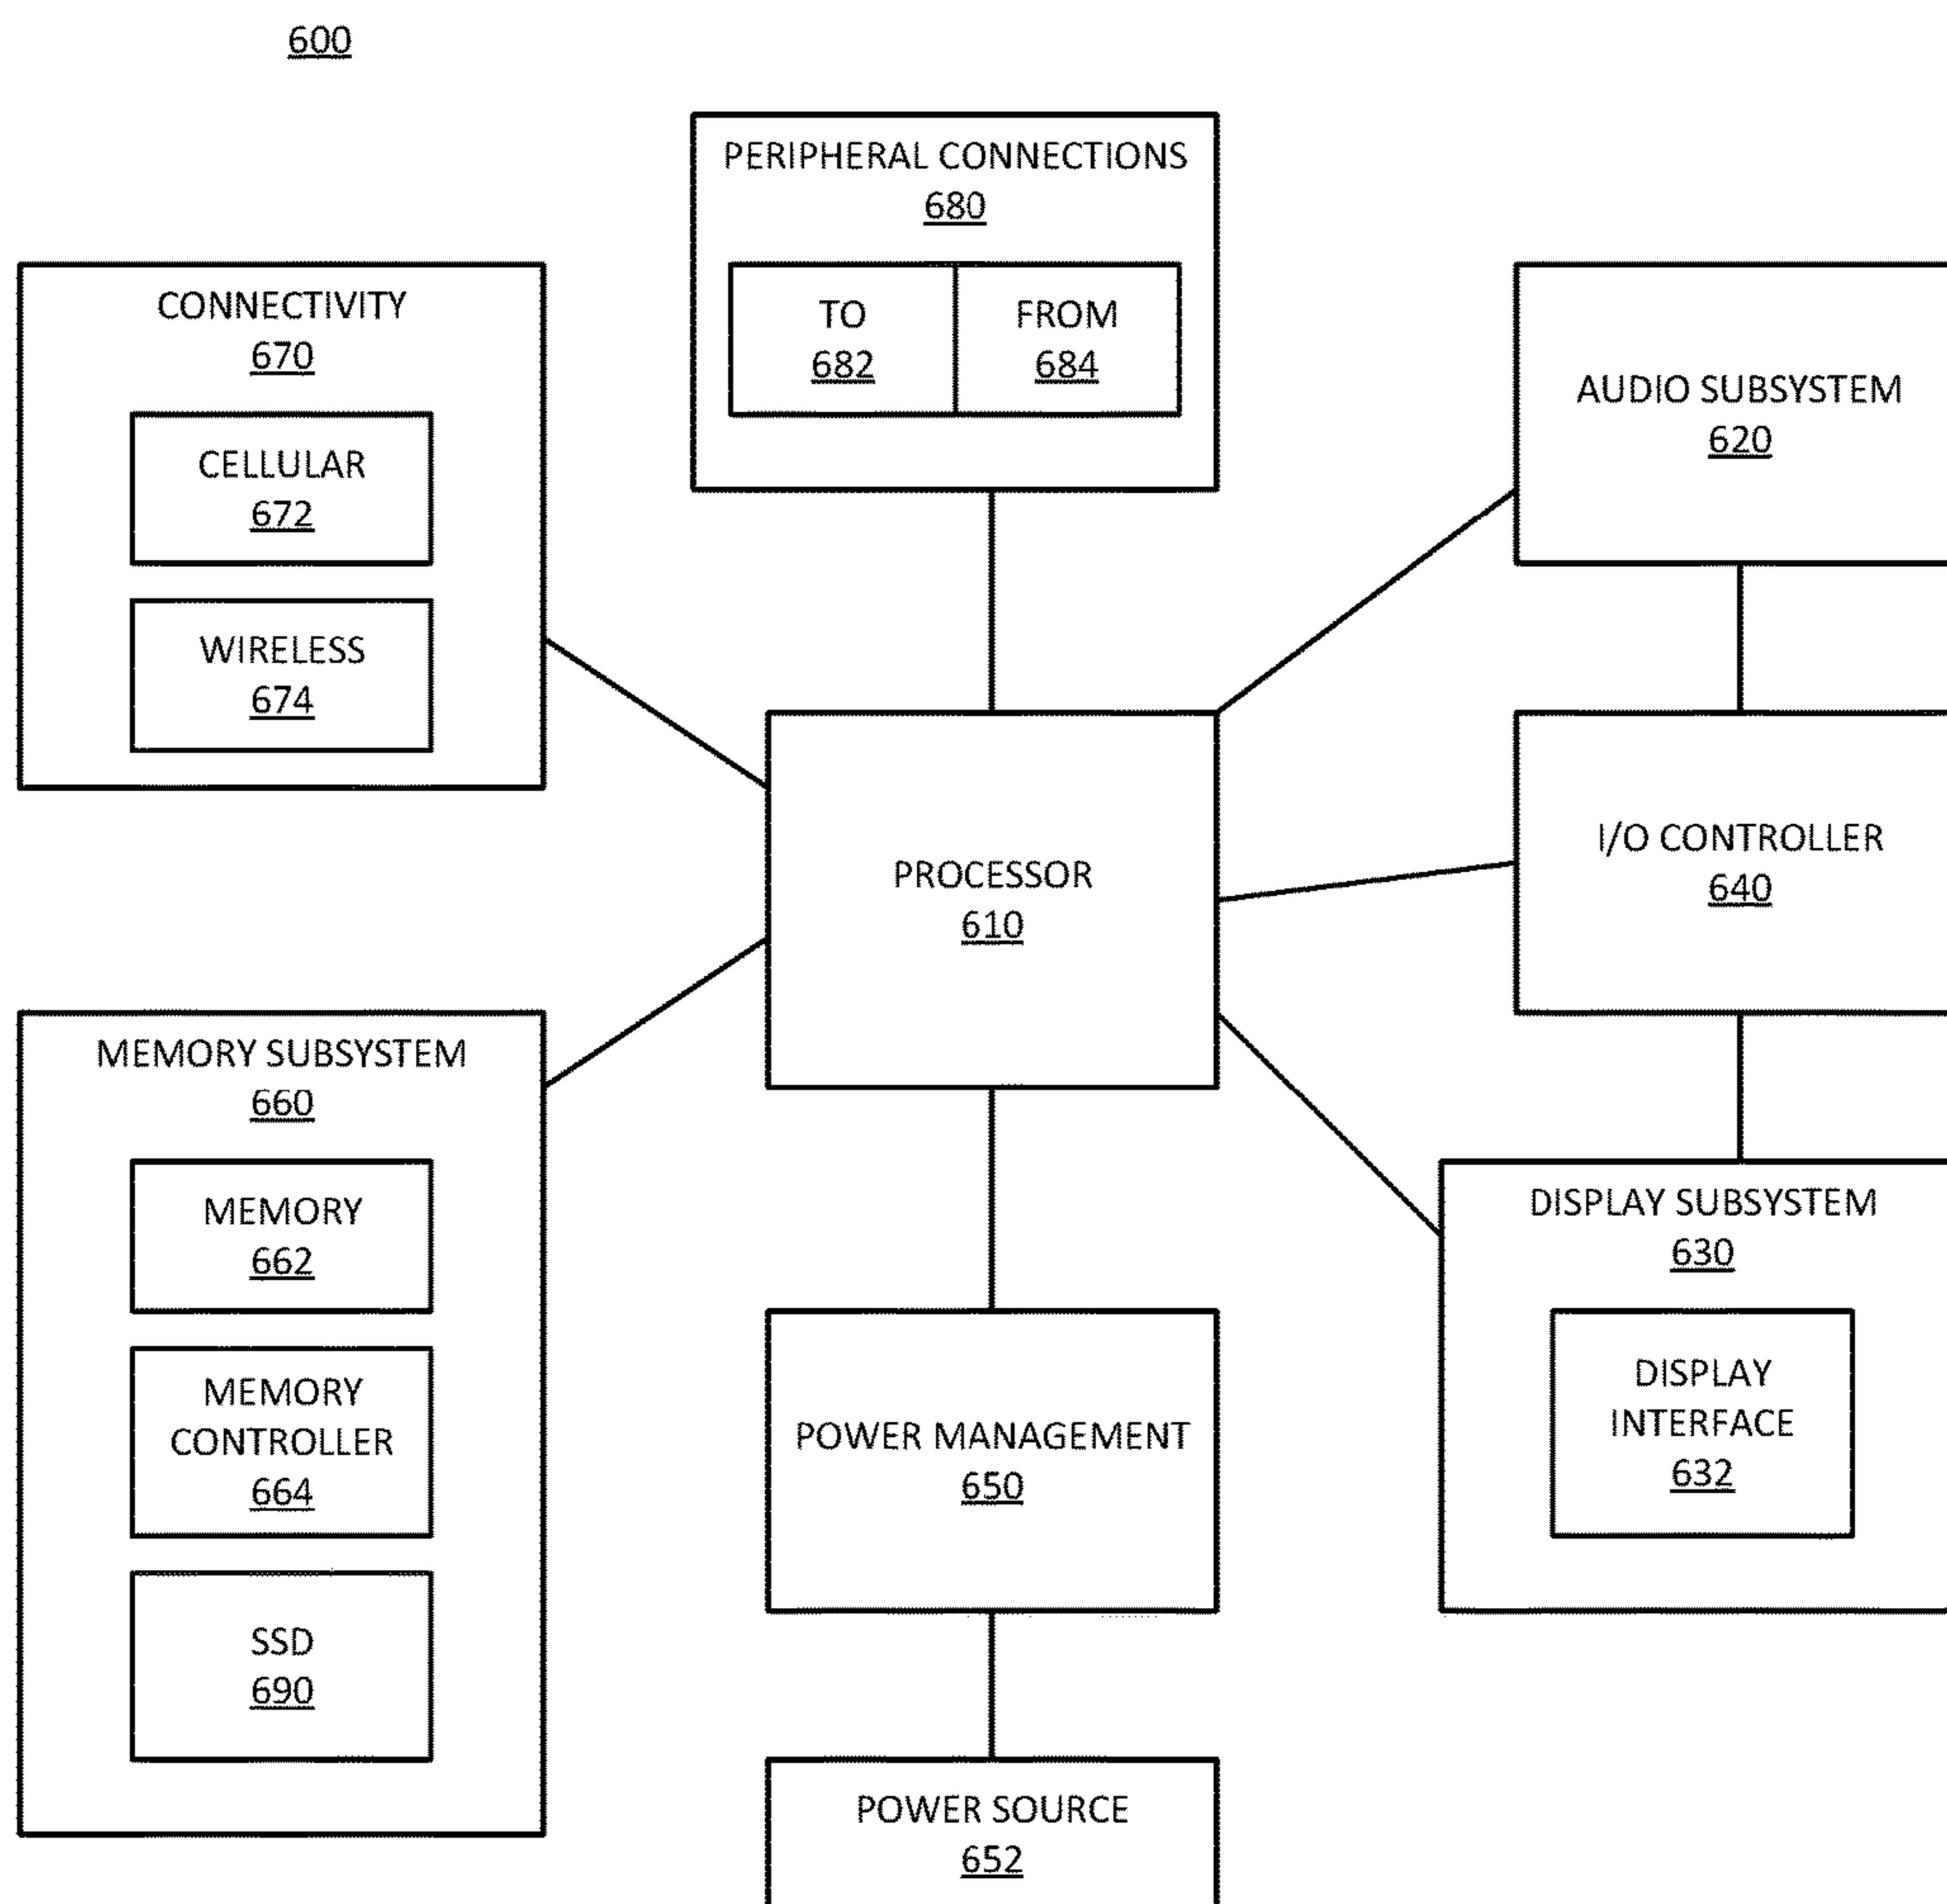 600
PERIPHERAL CONNECTIONS
680
TO
682
FROM
684
CONNECTIVITY
670
CELLULAR
672
WIRELESS
674
AUDIO SUBSYSTEM
620
PROCESSOR
610
I/O CONTROLLER
640
MEMORY SUBSYSTEM
660
MEMORY
662
MEMORY
CONTROLLER
664
SSD
690
POWER MANAGEMENT
650
DISPLAY SUBSYSTEM
630
DISPLAY
INTERFACE
632
POWER SOURCE
652